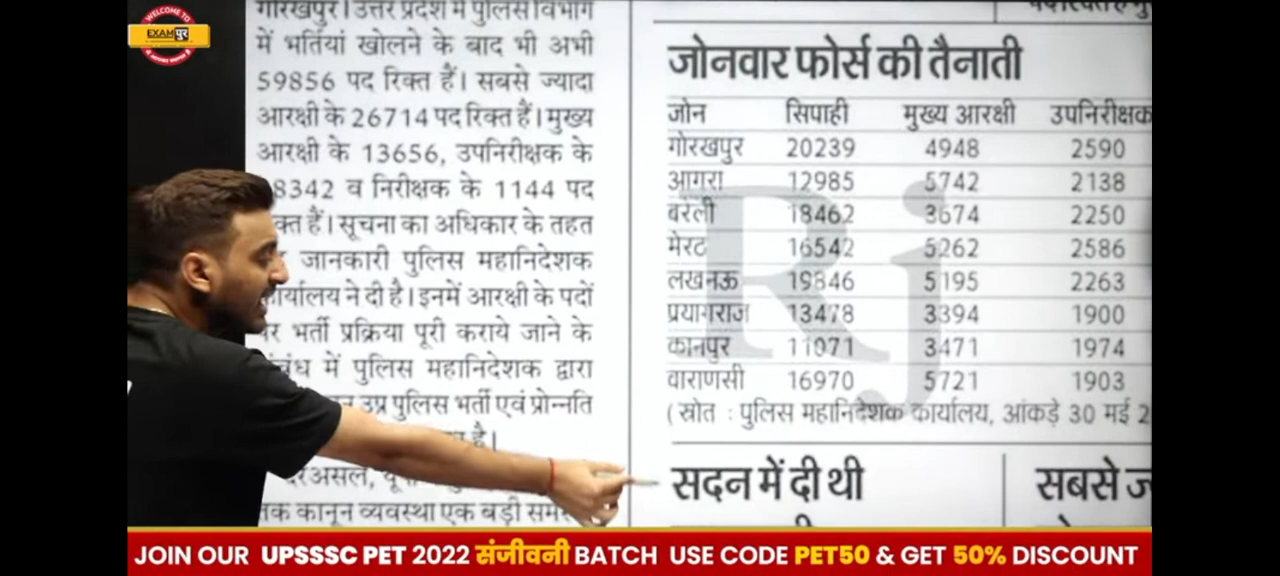 WELCOME TO
EXAM पुर
गोरखपुर। उत्तर प्रदेश में पुलिस विभाग
में भर्तियां खोलने के बाद भी अभी
59856 पद रिक्त हैं। सबसे ज्यादा
आरक्षी के 26714 पद रिक्त हैं। मुख्य
आरक्षी के 13656, उपनिरीक्षक के
8342 व निरीक्षक के 1144 पद
क्त हैं। सूचना का अधिकार के तहत
जानकारी पुलिस महानिदेशक
कार्यालय ने दी है। इनमें आरक्षी के पदों
पर भर्ती प्रक्रिया पूरी कराये जाने के
संबंध में पुलिस महानिदेशक द्वारा
उप्र पुलिस भर्ती एवं प्रोन्नति
है।
दरअसल,
तक कानून व्यवस्था एक बड़ी
जोनवार फोर्स की तैनाती
जोन सिपाही मुख्य आरक्षी उपनिरीक्षक
गोरखपुर 20239 4948 2590
आगरा 12985 5742 2138
बरेली 18462 3674 2250
मेरठ 16542 5262 2586
लखनऊ 19846 5195 2263
प्रयागराज 13478 3394 1900
कानपुर 11071 3471 1974
वाराणसी 16970 5721 1903
(स्रोत : पुलिस महानिदेशक कार्यालय, आंकड़े 30 मई 2
Rj
सदन में दी थी
सबसे ज
JOIN OUR UPSSSC PET 2022 संजीवनी BATCH USE CODE PET50 & GET 50% DISCOUNT